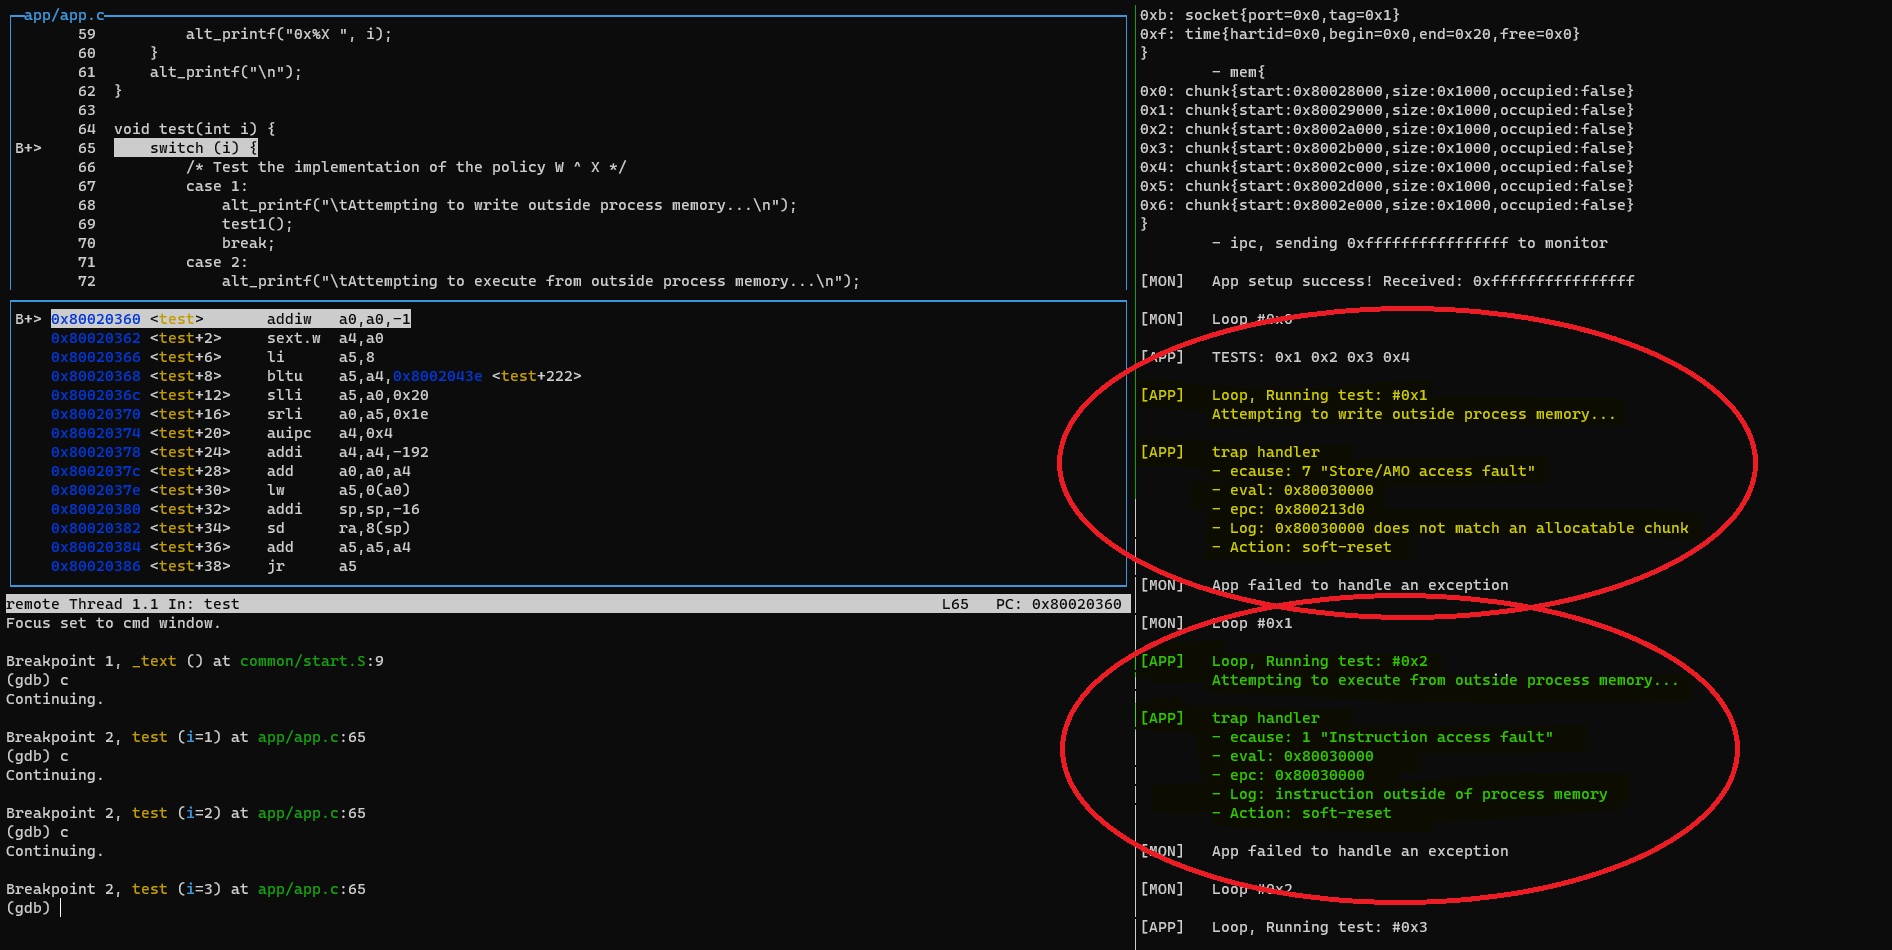 app/app.c
59          alt_printf("0x%X ", i);
60      }
61      alt_printf("\n");
62  }
63
64  void test(int i) {
B+> 65      switch (i) {
66          /* Test the implementation of the policy W ^ X */
67          case 1:
68              alt_printf("\tAttempting to write outside process memory...\n");
69              test1();
70              break;
71          case 2:
72              alt_printf("\tAttempting to execute from outside process memory...\n");
B+> 0x80020360 <test>       addiw   a0,a0,-1
0x80020362 <test+2>     sext.w  a4,a0
0x80020366 <test+6>     li      a5,8
0x80020368 <test+8>     bltu    a5,a4,0x8002043e <test+222>
0x8002036c <test+12>    slli    a5,a0,0x20
0x80020370 <test+16>    srli    a0,a5,0x1e
0x80020374 <test+20>    auipc   a4,0x4
0x80020378 <test+24>    addi    a4,a4,-192
0x8002037c <test+28>    add     a0,a0,a4
0x8002037e <test+30>    lw      a5,0(a0)
0x80020380 <test+32>    addi    sp,sp,-16
0x80020382 <test+34>    sd      ra,8(sp)
0x80020384 <test+36>    add     a5,a5,a4
0x80020386 <test+38>    jr      a5
remote Thread 1.1 In: test    L65   PC: 0x80020360
Focus set to cmd window.
Breakpoint 1, _text () at common/start.S:9
(gdb) c
Continuing.
Breakpoint 2, test (i=1) at app/app.c:65
(gdb) c
Continuing.
Breakpoint 2, test (i=2) at app/app.c:65
(gdb) c
Continuing.
Breakpoint 2, test (i=3) at app/app.c:65
(gdb)
0xb: socket{port=0x0,tag=0x1}
0xf: time{hartid=0x0,begin=0x0,end=0x20,free=0x0}
}
- mem{
0x0: chunk{start:0x80028000,size:0x1000,occupied:false}
0x1: chunk{start:0x80029000,size:0x1000,occupied:false}
0x2: chunk{start:0x8002a000,size:0x1000,occupied:false}
0x3: chunk{start:0x8002b000,size:0x1000,occupied:false}
0x4: chunk{start:0x8002c000,size:0x1000,occupied:false}
0x5: chunk{start:0x8002d000,size:0x1000,occupied:false}
0x6: chunk{start:0x8002e000,size:0x1000,occupied:false}
}
- ipc, sending 0xffffffffffffffff to monitor
[MON]   App setup success! Received: 0xffffffffffffffff
[MON]   Loop #0x0
[APP]   TESTS: 0x1 0x2 0x3 0x4
[APP]   Loop, Running test: #0x1
Attempting to write outside process memory...
[APP]   trap handler
- ecause: 7 "Store/AMO access fault"
- eval: 0x80030000
- epc: 0x800213d0
- Log: 0x80030000 does not match an allocatable chunk
- Action: soft-reset
[MON]   App failed to handle an exception
[MON]   Loop #0x1
[APP]   Loop, Running test: #0x2
Attempting to execute from outside process memory...
[APP]   trap handler
- ecause: 1 "Instruction access fault"
- eval: 0x80030000
- epc: 0x80030000
- Log: instruction outside of process memory
- Action: soft-reset
[MON]   App failed to handle an exception
[MON]   Loop #0x2
[APP]   Loop, Running test: #0x3